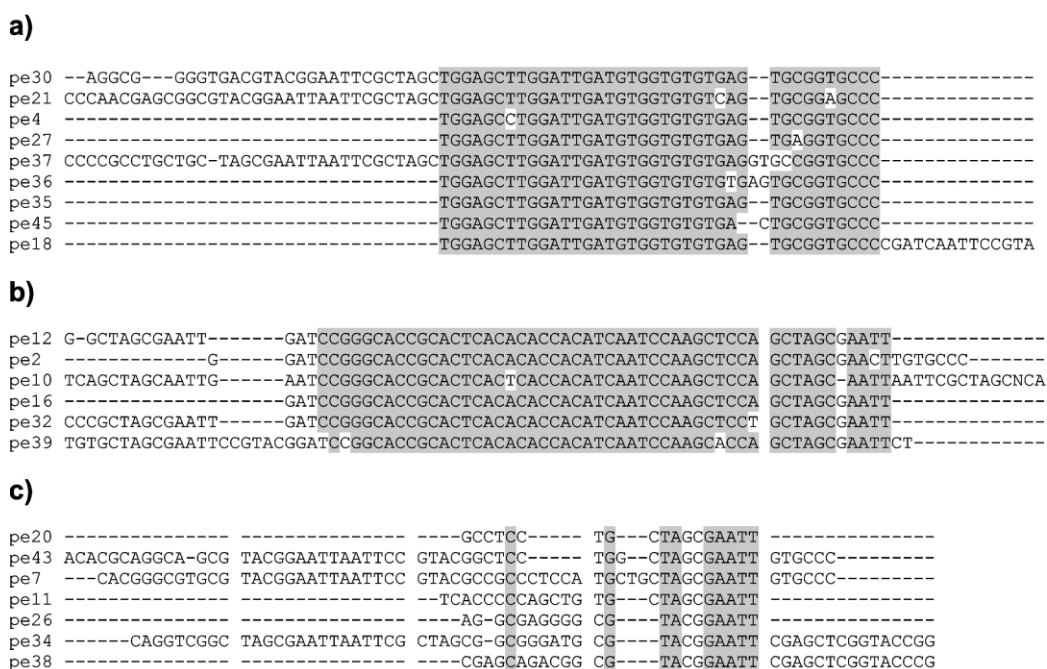 a)
pe30 --AGGCG---GGGTGACGTACGGAATTCGCTAGCTGGAGCTTGGATTGATGTGGTGTGTGAG--TGCGGTGCCC--------------
pe21 CCCAACGAGCGGCGTACGGAATTAATTCGCTAGCTGGAGCTTGGATTGATGTGGTGTGTCAG--TGCGGAGCCC--------------
pe4 ----------------------------------TGGAGCCTGGATTGATGTGGTGTGTGAG--TGCGGTGCCC--------------
pe27 ----------------------------------TGGAGCTTGGATTGATGTGGTGTGTGAG--TGAGGTGCCC--------------
pe37 CCCCGCCTGCTGC-TAGCGAATTAATTCGCTAGCTGGAGCTTGGATTGATGTGGTGTGTGAGGTGCCGGTGCCC--------------
pe36 ----------------------------------TGGAGCTTGGATTGATGTGGTGTGTGTGAGTGCGGTGCCC--------------
pe35 ----------------------------------TGGAGCTTGGATTGATGTGGTGTGTGAG--TGCGGTGCCC--------------
pe45 ----------------------------------TGGAGCTTGGATTGATGTGGTGTGTGA--CTGCGGTGCCC--------------
pe18 ----------------------------------TGGAGCTTGGATTGATGTGGTGTGTGAG--TGCGGTGCCCCGATCAATTCCGTA
b)
pe12 G-GCTAGCGAATT-------GATCCGGGCACCGCACTCACACACCACATCAATCCAAGCTCCA GCTAGCGAATT--------------
pe2 -------------G------GATCCGGGCACCGCACTCACACACCACATCAATCCAAGCTCCA GCTAGCGAACTTGTGCCC-------
pe10 TCAGCTAGCAATTG------AATCCGGGCACCGCACTCACTCACCACATCAATCCAAGCTCCA GCTAGC-AATTAATTCGCTAGCNCA
pe16 --------------------GATCCGGGCACCGCACTCACACACCACATCAATCCAAGCTCCA GCTAGCGAATT--------------
pe32 CCCGCTAGCGAATT------GATCCGGGCACCGCACTCACACACCACATCAATCCAAGCTCCT GCTAGCGAATT--------------
pe39 TGTGCTAGCGAATTCCGTACGGATCCGGCACCGCACTCACACACCACATCAATCCAAGCACCA GCTAGCGAATTCT------------
c)
pe20 --------------- --------------- ----GCCTCC----- TG---CTAGCGAATT ---------------
pe43 ACACGCAGGCA-GCG TACGGAATTAATTCC GTACGGCTCC----- TGG--CTAGCGAATT GTGCCC---------
pe7 ---CACGGGCGTGCG TACGGAATTAATTCC GTACGCCGCCCTCCA TGCTGCTAGCGAATT GTGCCC---------
pe11 --------------- --------------- --TCACCCCCAGCTG TG---CTAGCGAATT ---------------
pe26 --------------- --------------- ----AG-GCGAGGGG CG----TACGGAATT ---------------
pe34 ------CAGGTCGGC TAGCGAATTAATTCG CTAGCG-GCGGGATG CG----TACGGAATT CGAGCTCGGTACCGG
pe38 --------------- --------------- ----CGAGCAGACGG CG----TACGGAATT CGAGCTCGGTACCCG